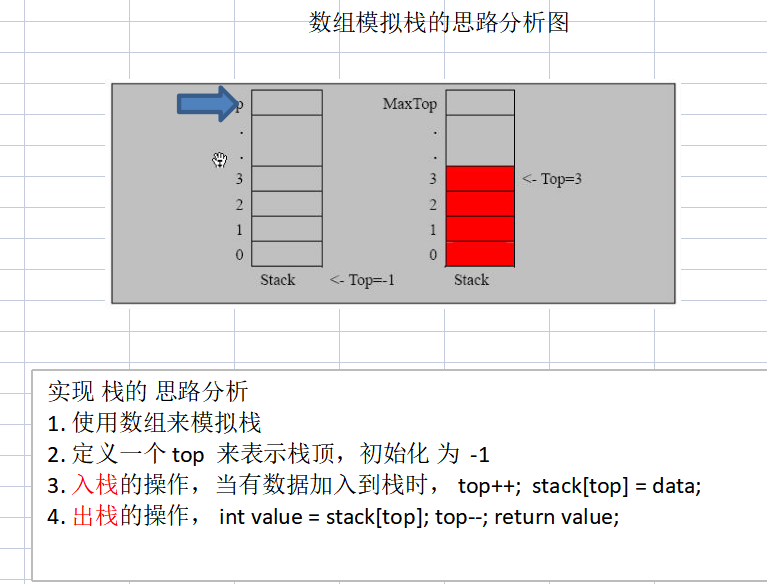 数组模拟栈的思路分析图
p MaxTop
. .
. .
3 3 <- Top=3
2 2
1 1
0 0
Stack <- Top=-1 Stack
实现 栈的 思路分析
1. 使用数组来模拟栈
2. 定义一个 top 来表示栈顶，初始化 为 -1
3. 入栈的操作，当有数据加入到栈时， top++; stack[top] = data;
4. 出栈的操作， int value = stack[top]; top--; return value;